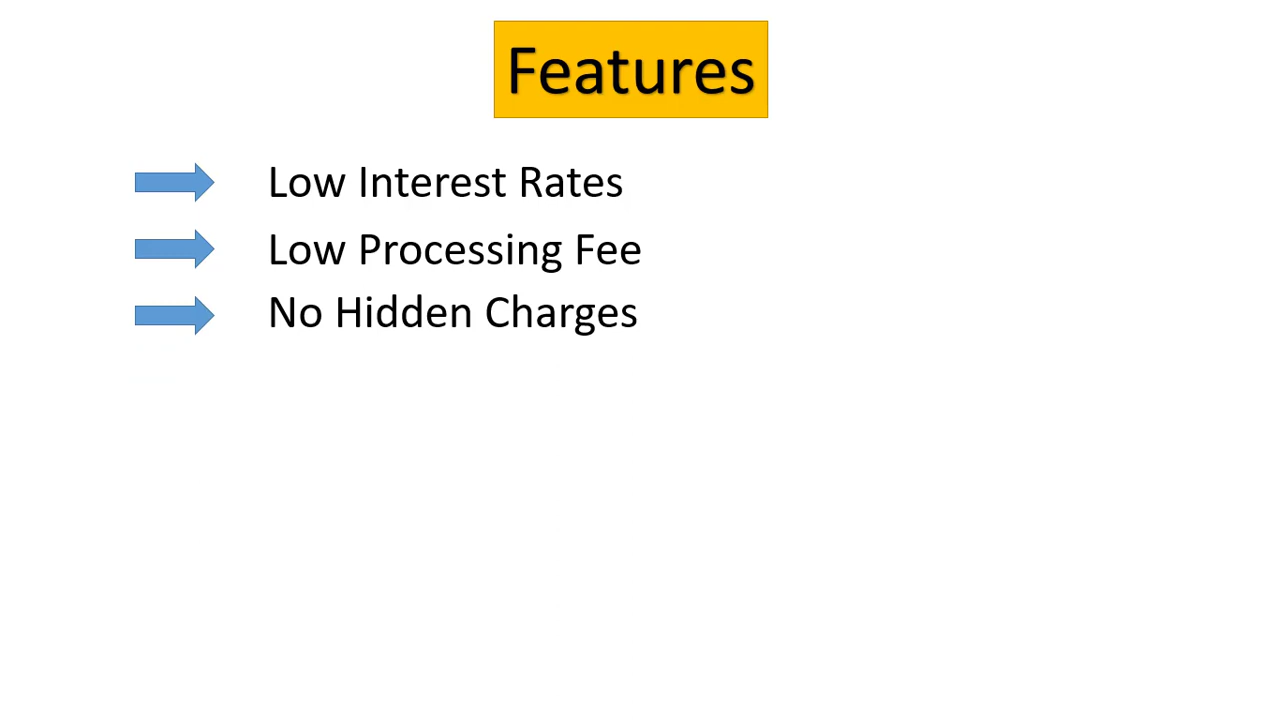 Features
Low Interest Rates
Low Processing Fee
No Hidden Charges